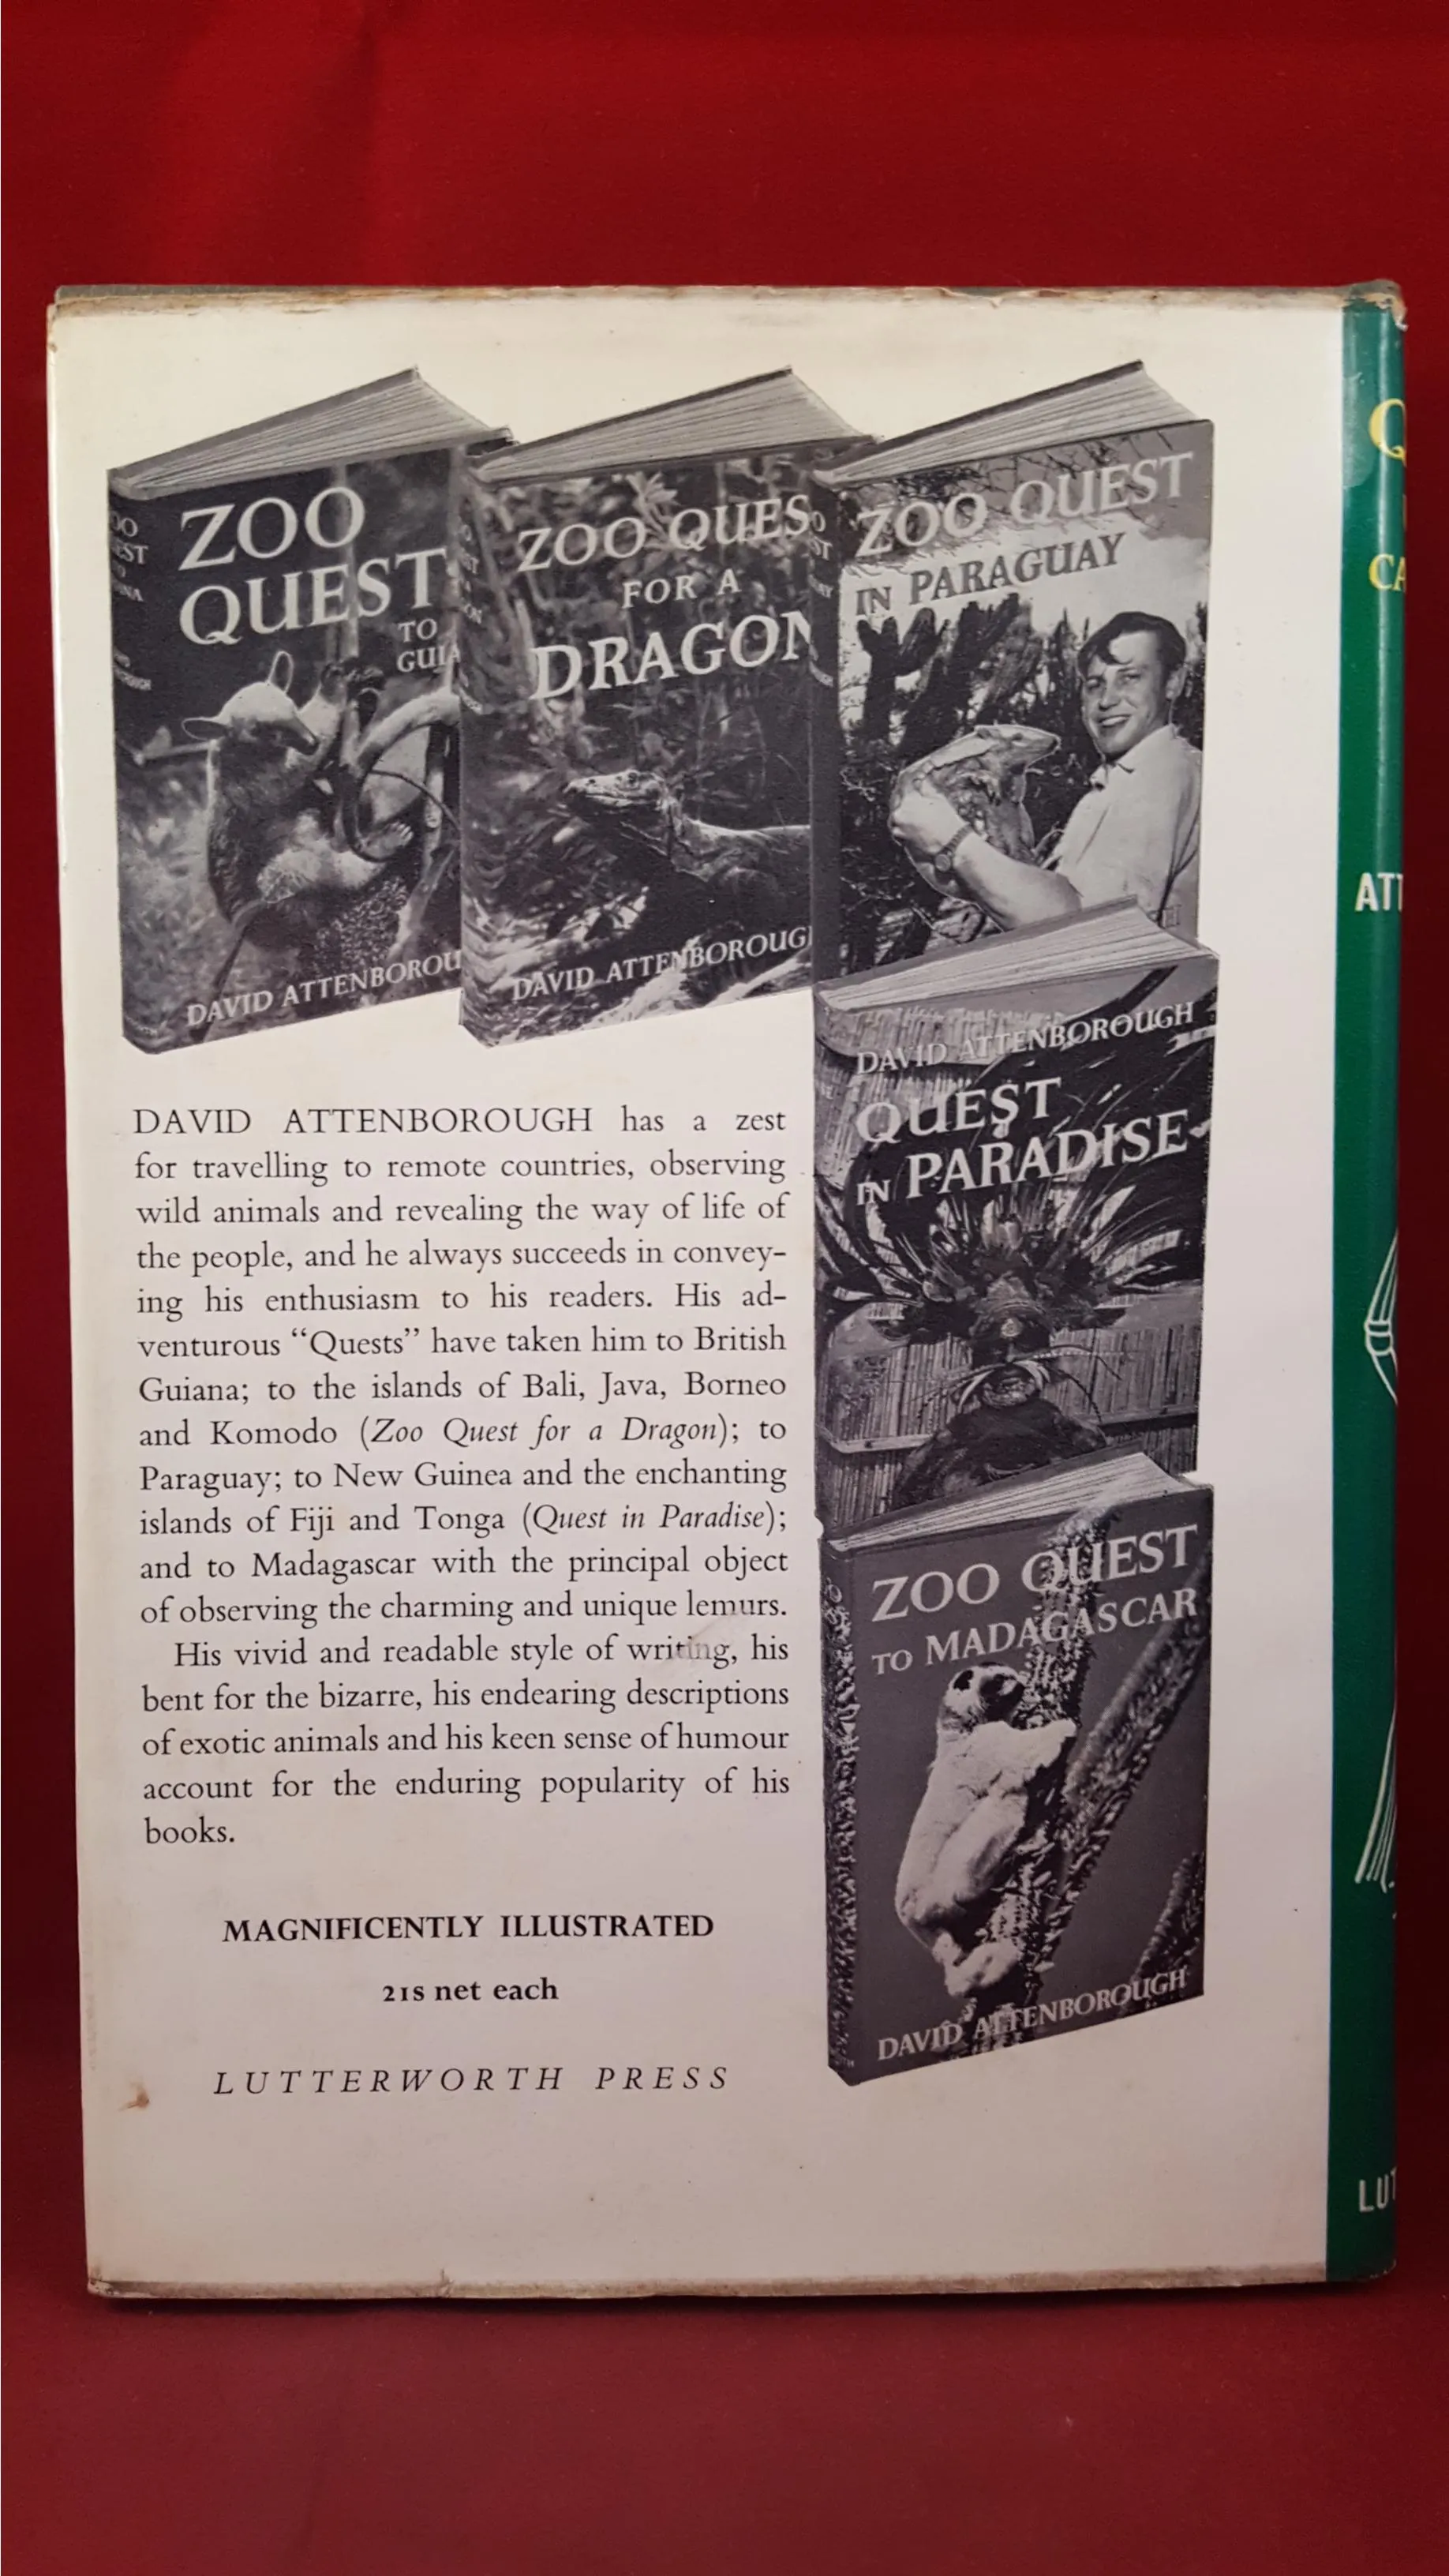 ZOO
QUEST
TO
GUIA
DAVID ATTENBOROU
ZOO QUES
FOR A
DRAGON
DAVID ATTENBOROUG
ZOO QUEST
IN PARAGUAY
DAVID ATTENBOROUGH
QUEST
IN PARADISE
ZOO QUEST
TO MADAGASCAR
DAVID ATTENBOROUGH
DAVID ATTENBOROUGH has a zest
for travelling to remote countries, observing
wild animals and revealing the way of life of
the people, and he always succeeds in convey-
ing his enthusiasm to his readers. His ad-
venturous “Quests” have taken him to British
Guiana; to the islands of Bali, Java, Borneo
and Komodo (Zoo Quest for a Dragon); to
Paraguay; to New Guinea and the enchanting
islands of Fiji and Tonga (Quest in Paradise);
and to Madagascar with the principal object
of observing the charming and unique lemurs.
His vivid and readable style of writing, his
bent for the bizarre, his endearing descriptions
of exotic animals and his keen sense of humour
account for the enduring popularity of his
books.
MAGNIFICENTLY ILLUSTRATED
21s net each
LUTTERWORTH PRESS
Q
CA
ATT
LUT